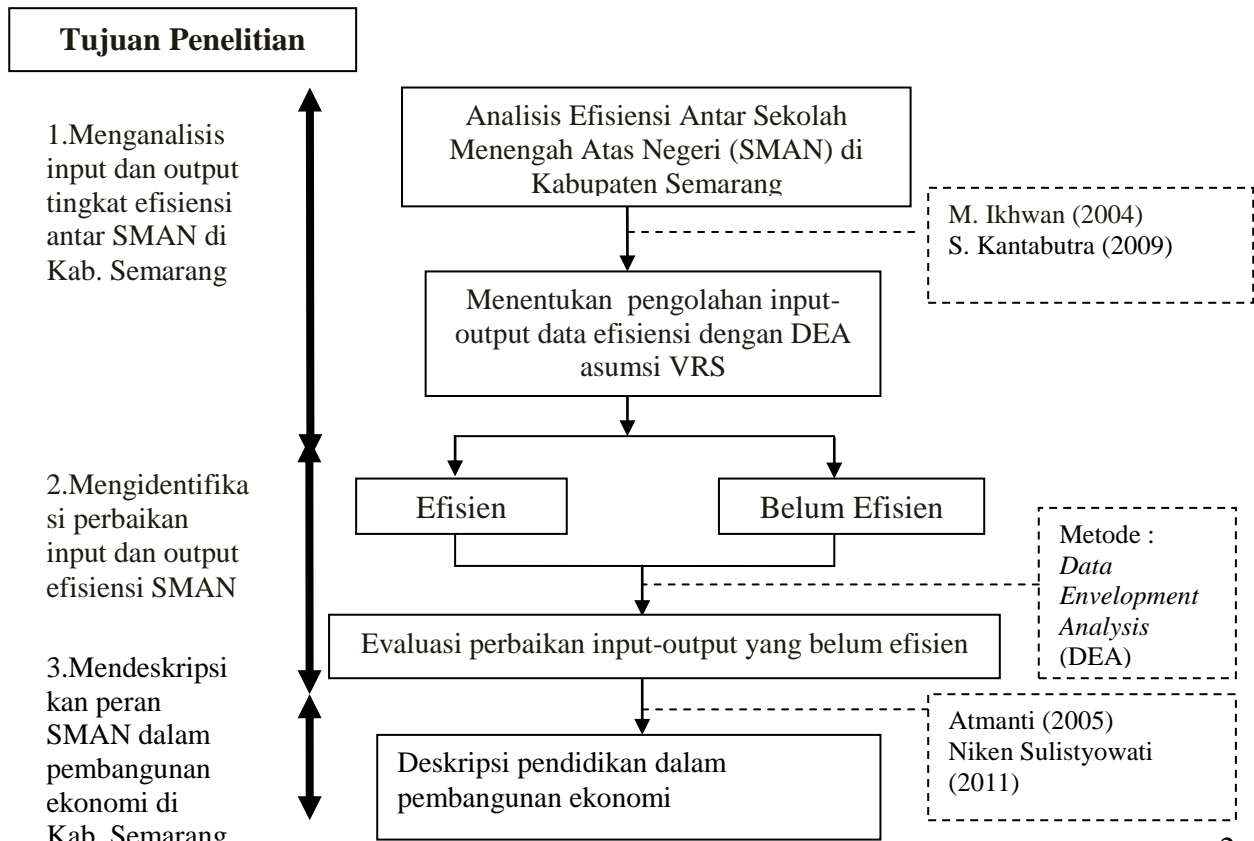 Tujuan Penelitian
1.Menganalisis
input dan output
tingkat efisiensi
antar SMAN di
Kab. Semarang
Analisis Efisiensi Antar Sekolah
Menengah Atas Negeri (SMAN) di
Kabupaten Semarang
M. Ikhwan (2004)
S. Kantabutra (2009)
Menentukan pengolahan input-
output data efisiensi dengan DEA
asumsi VRS
2.Mengidentifika
si perbaikan
input dan output
efisiensi SMAN
Efisien
Belum Efisien
Metode :
Data
Envelopment
Analysis
(DEA)
Evaluasi perbaikan input-output yang belum efisien
3.Mendeskripsi
kan peran
SMAN dalam
pembangunan
ekonomi di
Kab. Semarang
Deskripsi pendidikan dalam
pembangunan ekonomi
Atmanti (2005)
Niken Sulistyowati
(2011)